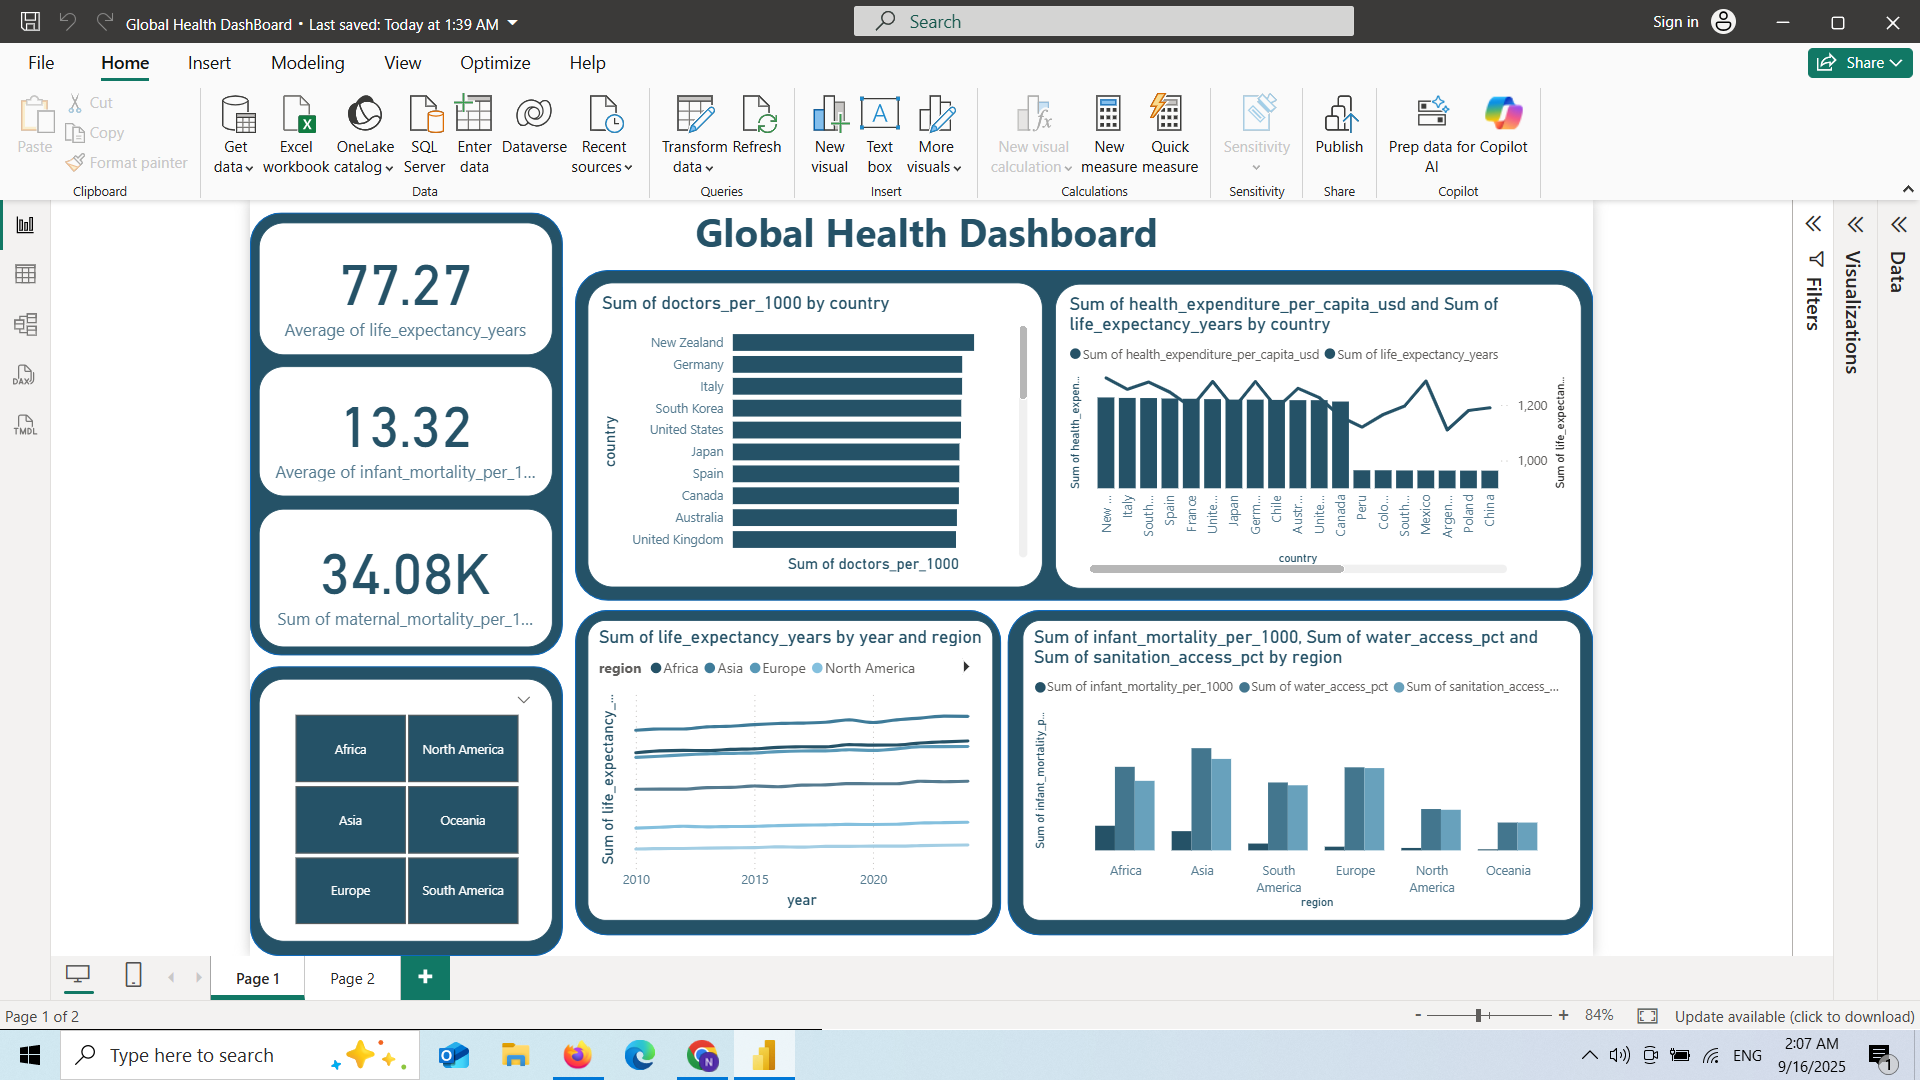 Global Health DashBoard • Last saved: Today at 1:39 AM
Search
Sign in
File
Home
Insert
Modeling
View
Optimize
Help
Share
Paste
Cut
Copy
Format painter
Clipboard
Get data
Excel workbook
OneLake catalog
SQL Server
Enter data
Dataverse
Recent sources
Data
Transform data
Refresh
Queries
New visual
Text box
More visuals
Insert
New visual calculation
New measure
Quick measure
Calculations
Sensitivity
Sensitivity
Publish
Share
Prep data for AI
Copilot
Copilot
DAX
TMDL
Global Health Dashboard
77.27
Average of life_expectancy_years
13.32
Average of infant_mortality_per_1...
34.08K
Sum of maternal_mortality_per_1...
Africa
North America
Asia
Oceania
Europe
South America
Sum of doctors_per_1000 by country
country
New Zealand
Germany
Italy
South Korea
United States
Japan
Spain
Canada
Australia
United Kingdom
Sum of doctors_per_1000
Sum of health_expenditure_per_capita_usd and Sum of
life_expectancy_years by country
Sum of health_expenditure_per_capita_usd
Sum of life_expectancy_years
Sum of health_expen...
1,200
1,000
Sum of life_expectan...
New ...
Italy
South...
Spain
France
Unite...
Japan
Germ...
Chile
Austr...
Unite...
Canada
Peru
Colo...
South...
Mexico
Argen...
Poland
China
country
Sum of life_expectancy_years by year and region
region
Africa
Asia
Europe
North America
Sum of life_expectancy_...
2010
2015
2020
year
Sum of infant_mortality_per_1000, Sum of water_access_pct and
Sum of sanitation_access_pct by region
Sum of infant_mortality_per_1000
Sum of water_access_pct
Sum of sanitation_access_...
Sum of infant_mortality_p...
Africa
Asia
South America
Europe
North America
Oceania
region
Filters
Visualizations
Data
Page 1
Page 2
+
Page 1 of 2
- + 84%
Update available (click to download)
Type here to search
N
ENG
2:07 AM
9/16/2025
1